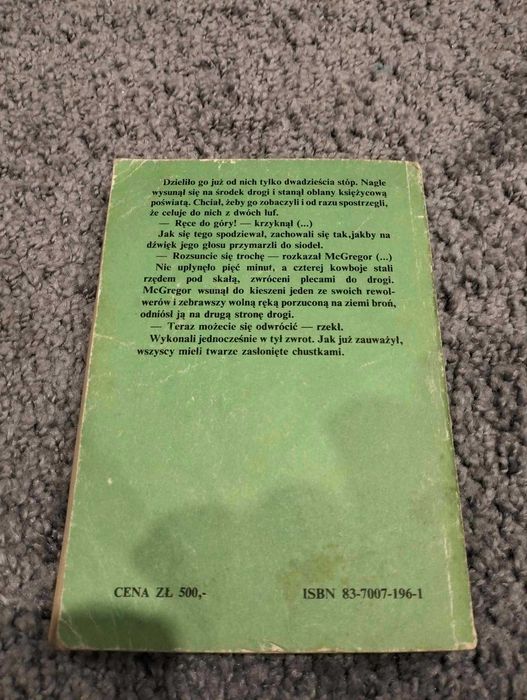 Dzieliło go już od nich tylko dwadzieścia stóp. Nagle
wysunął się na środek drogi i stanął oblany księżycową
poświatą. Chciał, żeby go zobaczyli i od razu spostrzegli,
że celuje do nich z dwóch luf.
— Ręce do góry! — krzyknął (...)
Jak się tego spodziewał, zachowali się tak,jakby na
dźwięk jego głosu przymarzli do siodeł.
— Rozsuncie się trochę — rozkazał McGregor (...)
Nie upłynęło pięć minut, a czterej kowboje stali
rzędem pod skałą, zwróceni plecami do drogi.
McGregor wsunął do kieszeni jeden ze swoich rewol-
werów i zebrawszy wolną ręką porzuconą na ziemi broń,
odniósł ją na drugą stronę drogi.
— Teraz możecie się odwrócić — rzekł.
Wykonali jednocześnie w tył zwrot. Jak już zauważył,
wszyscy mieli twarze zasłonięte chustkami.
CENA ZŁ 500,- ISBN 83-7007-196-1